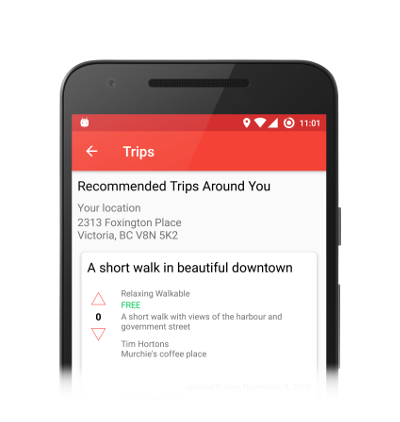 11:01
Trips
Recommended Trips Around You
Your location
2313 Foxington Place
Victoria, BC V8N 5K2
A short walk in beautiful downtown
Relaxing Walkable
FREE
0
A short walk with views of the harbour and
government street
Tim Hortons
Murchie's coffee place